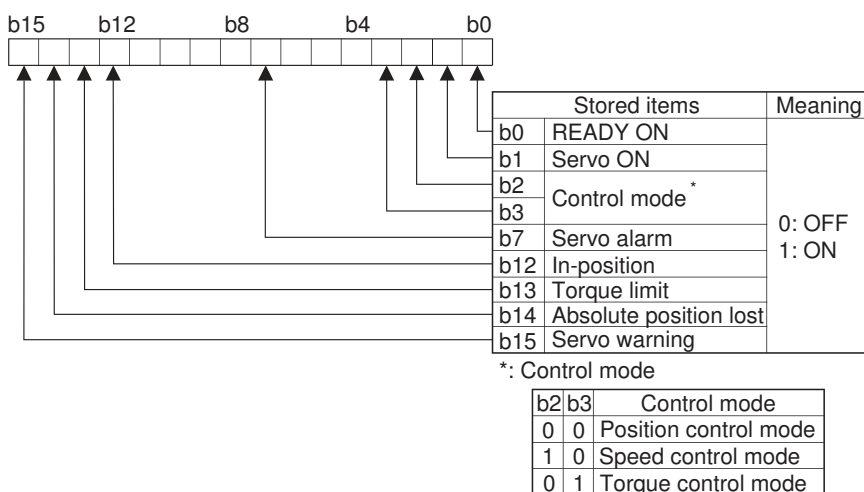 b15 b12 b8 b4 b0
Stored items Meaning
b0 READY ON
b1 Servo ON
b2
Control mode *
b3
b7 Servo alarm
b12 In-position
b13 Torque limit
b14 Absolute position lost
b15 Servo warning
0: OFF
1: ON
*: Control mode
b2 b3 Control mode
0 0 Position control mode
1 0 Speed control mode
0 1 Torque control mode